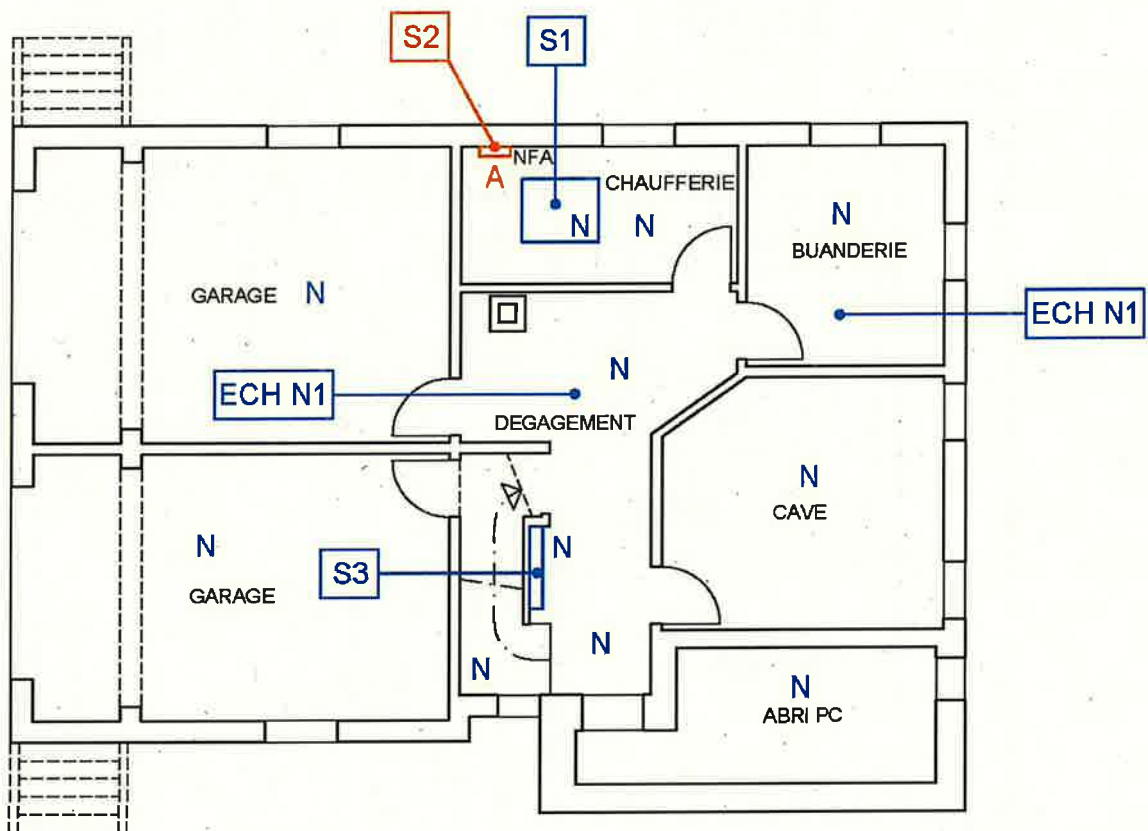 S2
S1
NFA
A
CHAUFFERIE
N
N
N
BUANDERIE
GARAGE N
ECH N1
N
ECH N1
DEGAGEMENT
N
CAVE
N
N
S3
GARAGE
N
N
N
ABRI PC